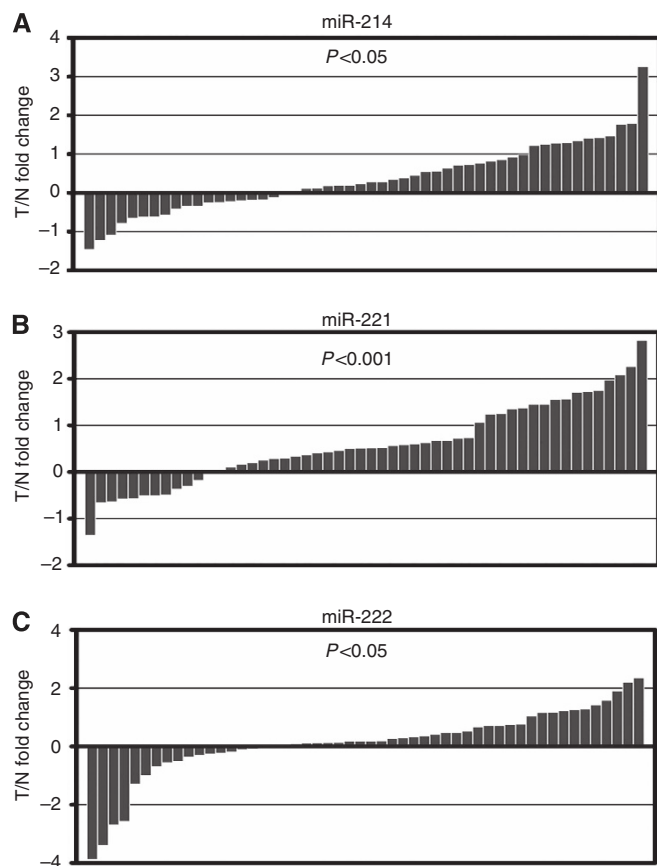 A
miR-214
P<0.05
T/N fold change
4
3
2
1
0
−1
−2
B
miR-221
P<0.001
T/N fold change
3
2
1
0
−1
−2
C
miR-222
P<0.05
T/N fold change
4
2
0
−2
−4